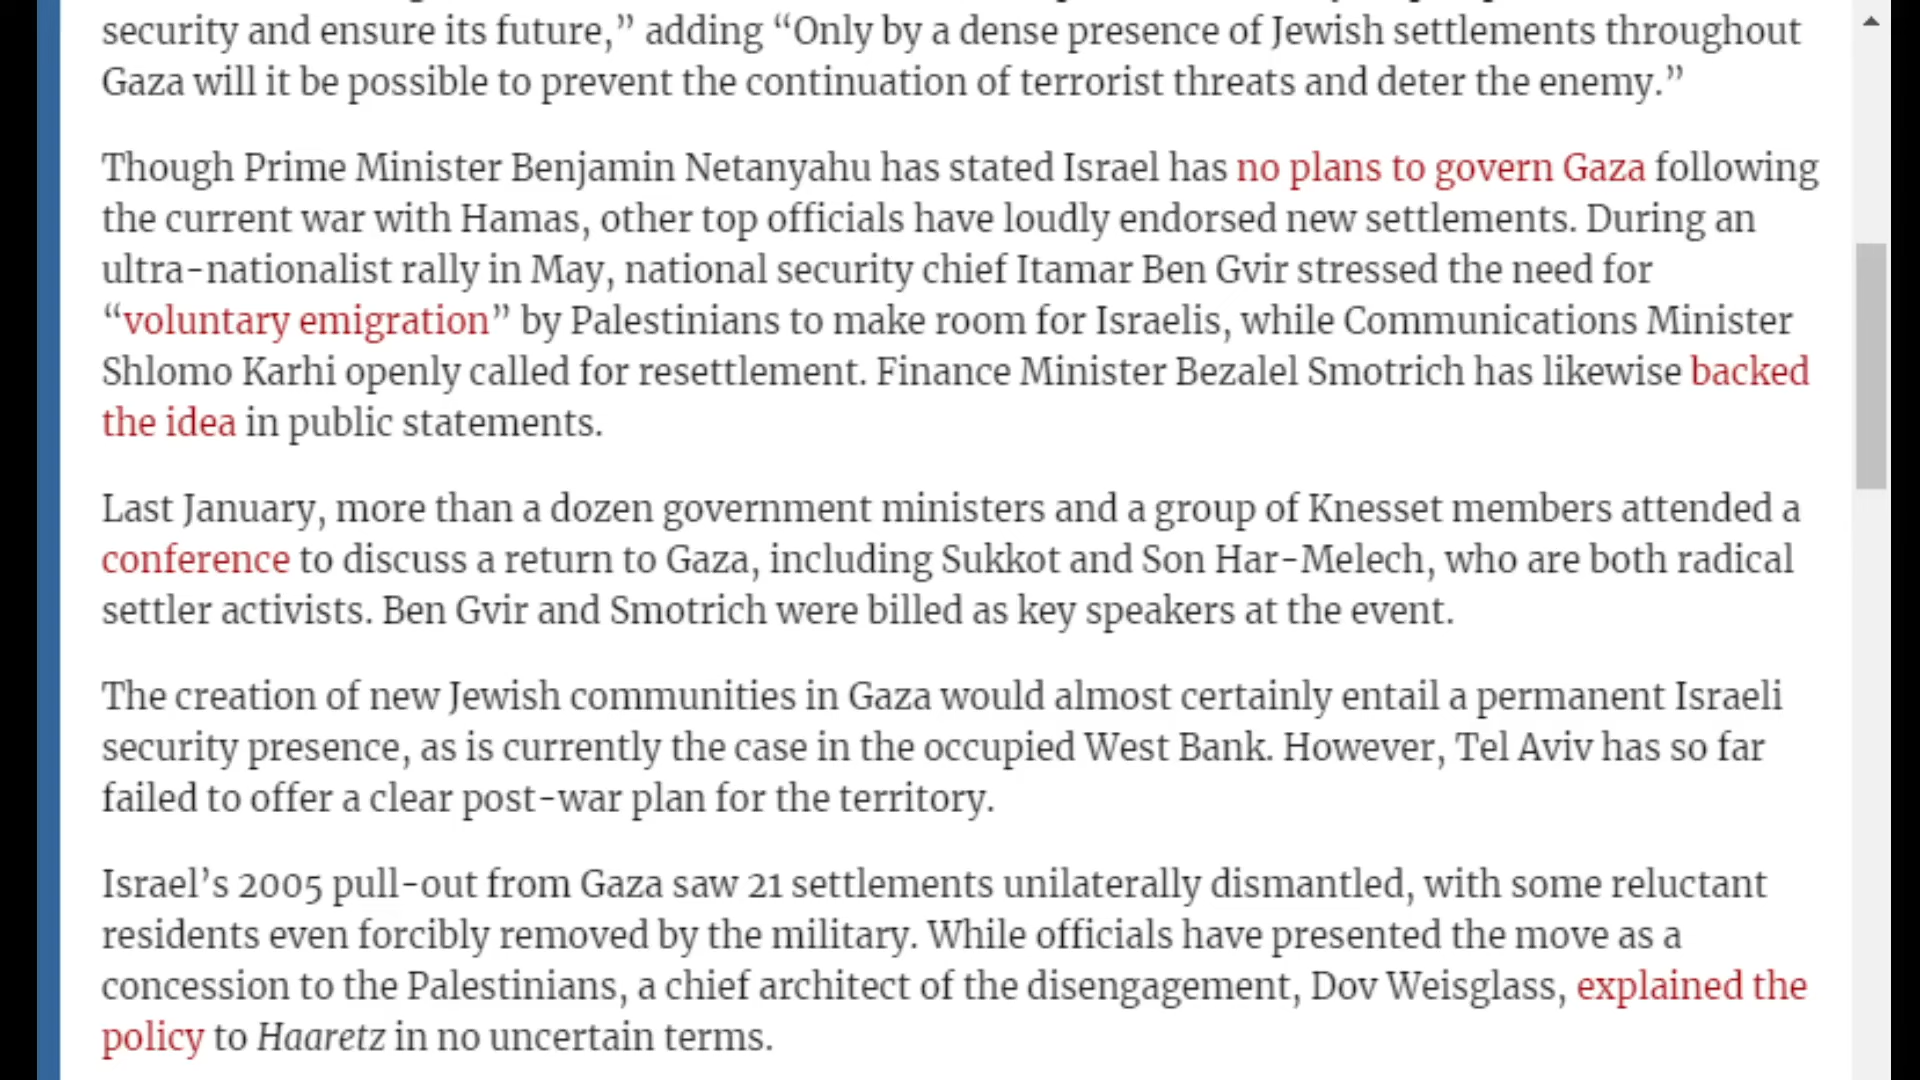 security and ensure its future,” adding “Only by a dense presence of Jewish settlements throughout
Gaza will it be possible to prevent the continuation of terrorist threats and deter the enemy.”
Though Prime Minister Benjamin Netanyahu has stated Israel has no plans to govern Gaza following
the current war with Hamas, other top officials have loudly endorsed new settlements. During an
ultra-nationalist rally in May, national security chief Itamar Ben Gvir stressed the need for
“voluntary emigration” by Palestinians to make room for Israelis, while Communications Minister
Shlomo Karhi openly called for resettlement. Finance Minister Bezalel Smotrich has likewise backed
the idea in public statements.
Last January, more than a dozen government ministers and a group of Knesset members attended a
conference to discuss a return to Gaza, including Sukkot and Son Har-Melech, who are both radical
settler activists. Ben Gvir and Smotrich were billed as key speakers at the event.
The creation of new Jewish communities in Gaza would almost certainly entail a permanent Israeli
security presence, as is currently the case in the occupied West Bank. However, Tel Aviv has so far
failed to offer a clear post-war plan for the territory.
Israel’s 2005 pull-out from Gaza saw 21 settlements unilaterally dismantled, with some reluctant
residents even forcibly removed by the military. While officials have presented the move as a
concession to the Palestinians, a chief architect of the disengagement, Dov Weisglass, explained the
policy to Haaretz in no uncertain terms.